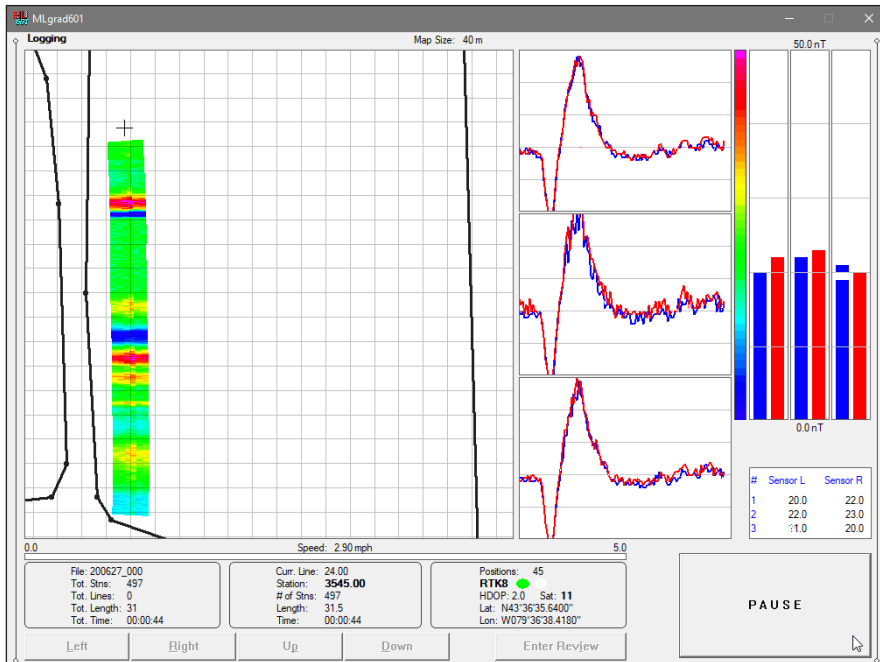 MLgrad601
Logging
Map Size: 40 m
50.0 nT
0.0 nT
# Sensor L Sensor R
1 20.0 22.0
2 22.0 23.0
3 20.0
0.0 Speed: 2.90 mph 5.0
File: 200627_000
Tot. Stns: 497
Tot. Lines: 0
Tot. Length: 31
Tot. Time: 00:00:44
Curr. Line: 24.00
Station: 3545.00
# of Stns: 497
Length: 31.5
Time: 00:00:44
Positions: 45
RTK8
HDOP: 2.0 Sat: 11
Lat: N43°36'35.6400"
Lon: W079°36'38.4180"
PAUSE
Left Right Up Down Enter Review